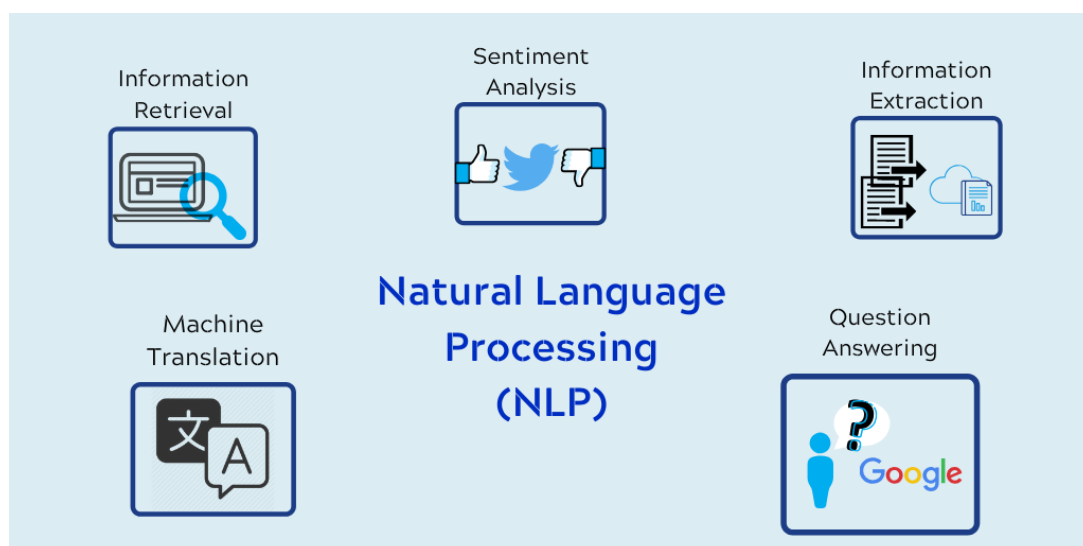 Information
Retrieval
Sentiment
Analysis
Information
Extraction
Natural Language
Processing
(NLP)
Machine
Translation
文
A
Question
Answering
?
Google